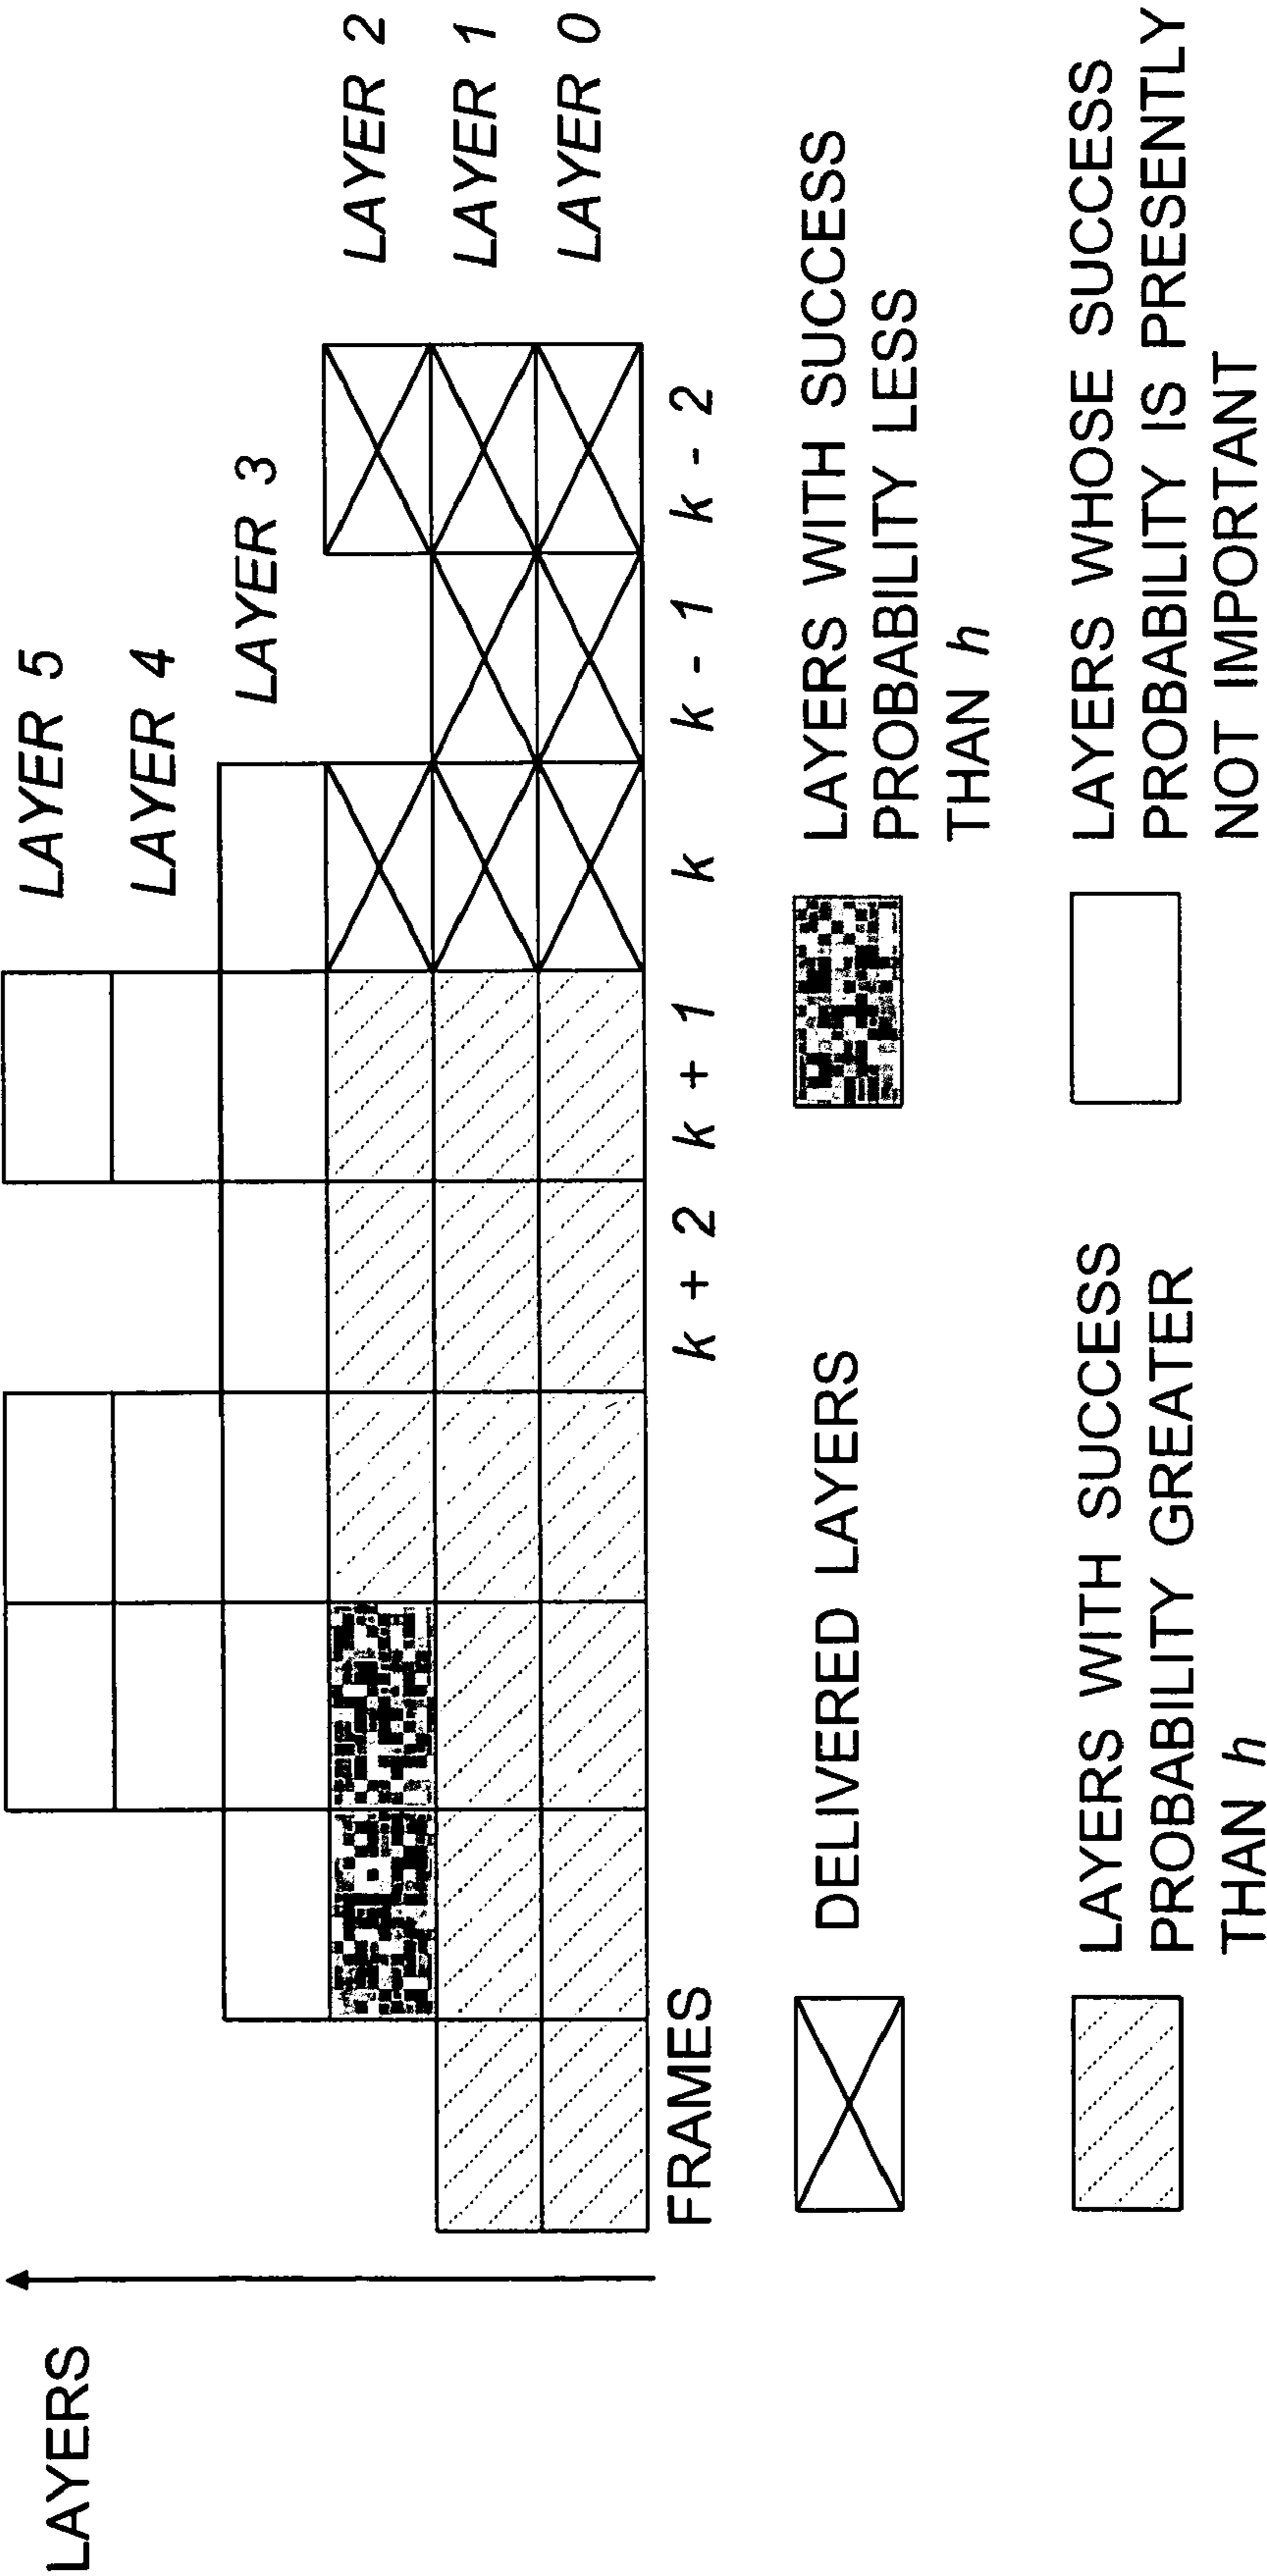 LAYERS
LAYER 5
LAYER 4
LAYER 3
LAYER 2
LAYER 1
LAYER 0
FRAMES
k + 2
k + 1
k
k - 1
k - 2
DELIVERED LAYERS
LAYERS WITH SUCCESS
PROBABILITY LESS
THAN h
LAYERS WITH SUCCESS
PROBABILITY GREATER
THAN h
LAYERS WHOSE SUCCESS
PROBABILITY IS PRESENTLY
NOT IMPORTANT